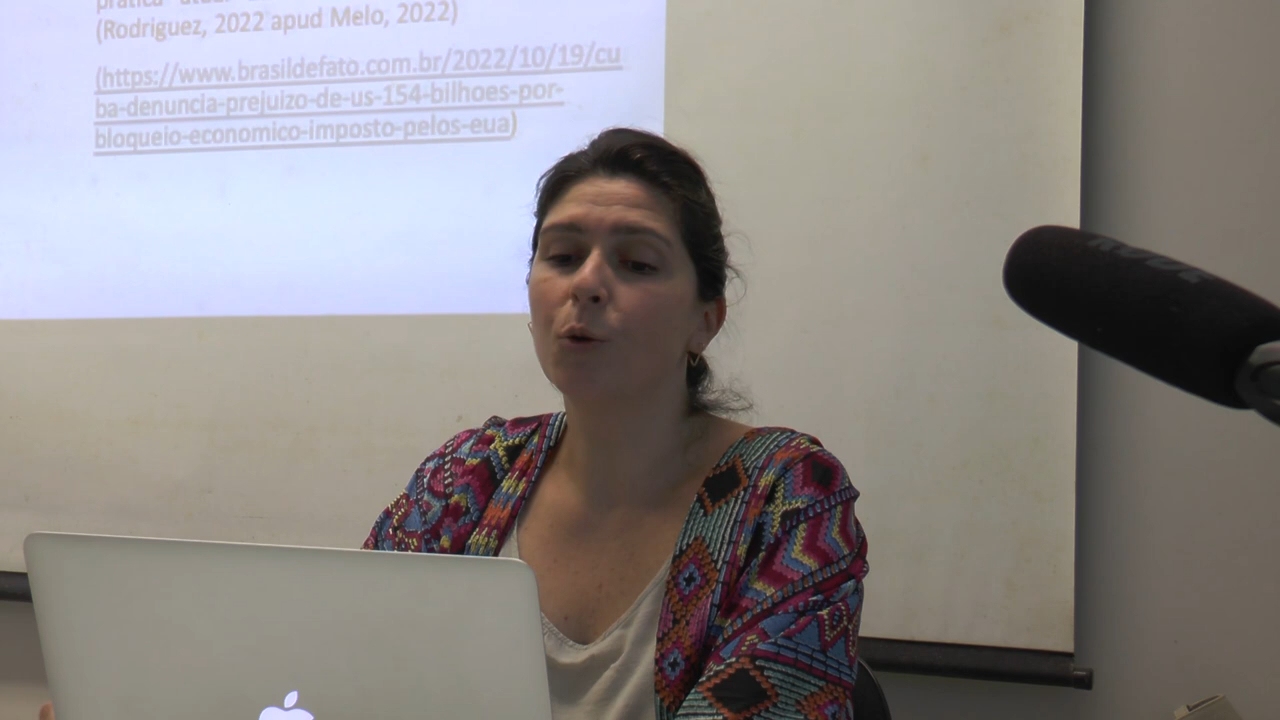 (Rodriguez, 2022 apud Melo, 2022)
(https://www.brasildefato.com.br/2022/10/19/cu
ba-denuncia-prejuizo-de-us-154-bilhoes-por-
bloqueio-economico-imposto-pelos-eua)
RODE